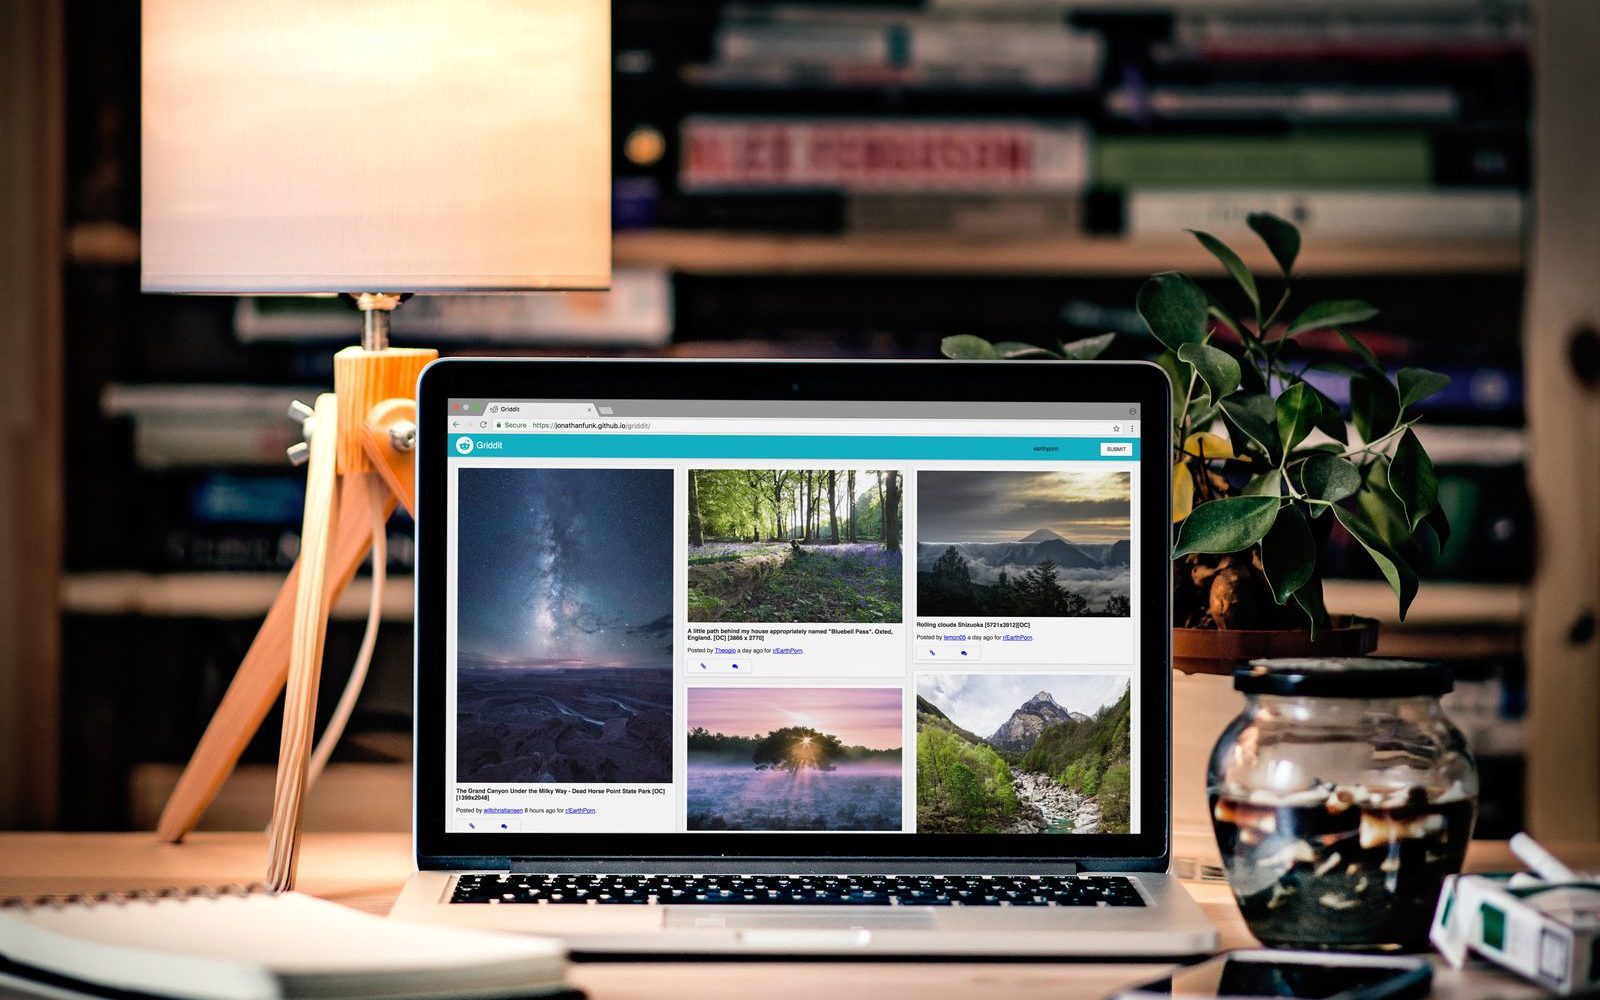 ALEX FERGUSON
Griddit
Secure https://jonathanfunk.github.io/griddit/
Griddit
earthporn
SUBMIT
The Grand Canyon Under the Milky Way - Dead Horse Point State Park [OC]
[1399x2048]
Posted by willchristiansen 8 hours ago for r/EarthPorn.
A little path behind my house appropriately named "Bluebell Pass". Oxted,
England. [OC] [3866 x 2770]
Posted by Theogjo a day ago for r/EarthPorn.
Rolling clouds Shizuoka [5721x3912][OC]
Posted by lemon05 a day ago for r/EarthPorn.